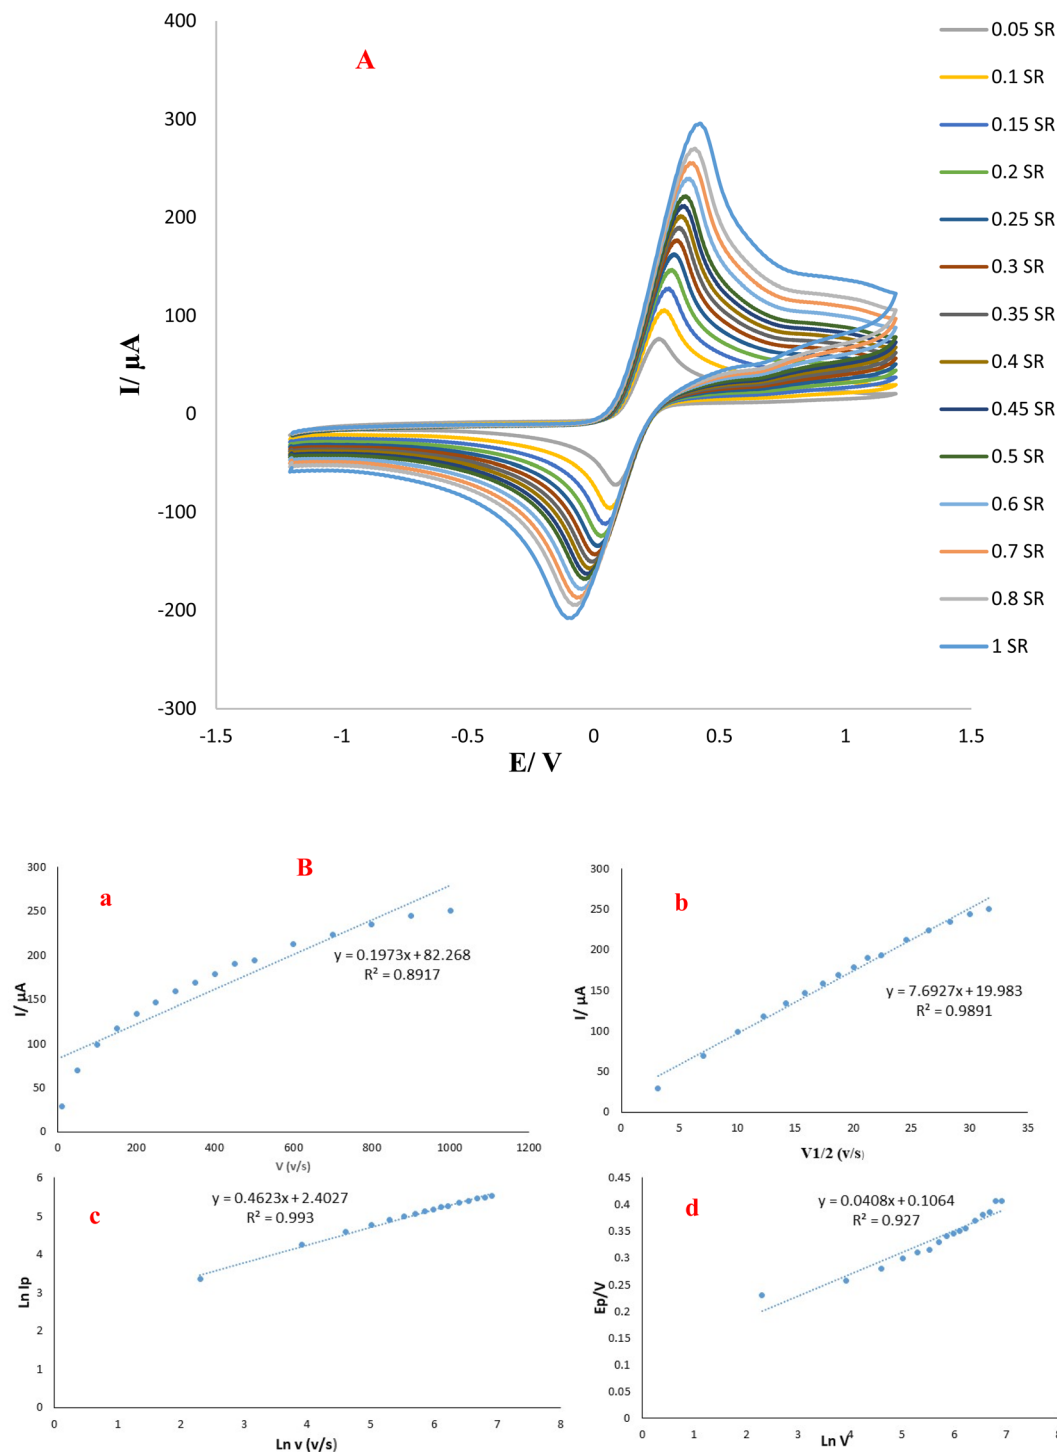 A
400
300
200
100
0
-100
-200
-300
-1.5
-1
-0.5
0
0.5
1
1.5
I/ μA
E/ V
0.05 SR
0.1 SR
0.15 SR
0.2 SR
0.25 SR
0.3 SR
0.35 SR
0.4 SR
0.45 SR
0.5 SR
0.6 SR
0.7 SR
0.8 SR
1 SR
B
a
300
250
200
150
100
50
0
0
200
400
600
800
1000
1200
I/ μA
V (v/s)
y = 0.1973x + 82.268
R² = 0.8917
b
300
250
200
150
100
50
0
0
5
10
15
20
25
30
35
I/ μA
V1/2 (v/s)
y = 7.6927x + 19.983
R² = 0.9891
c
6
5
4
3
2
1
0
0
1
2
3
4
5
6
7
8
Ln Ip
Ln v (v/s)
y = 0.4623x + 2.4027
R² = 0.993
d
0.45
0.4
0.35
0.3
0.25
0.2
0.15
0.1
0.05
0
0
1
2
3
4
5
6
7
8
Ep/V
Ln V
y = 0.0408x + 0.1064
R² = 0.927